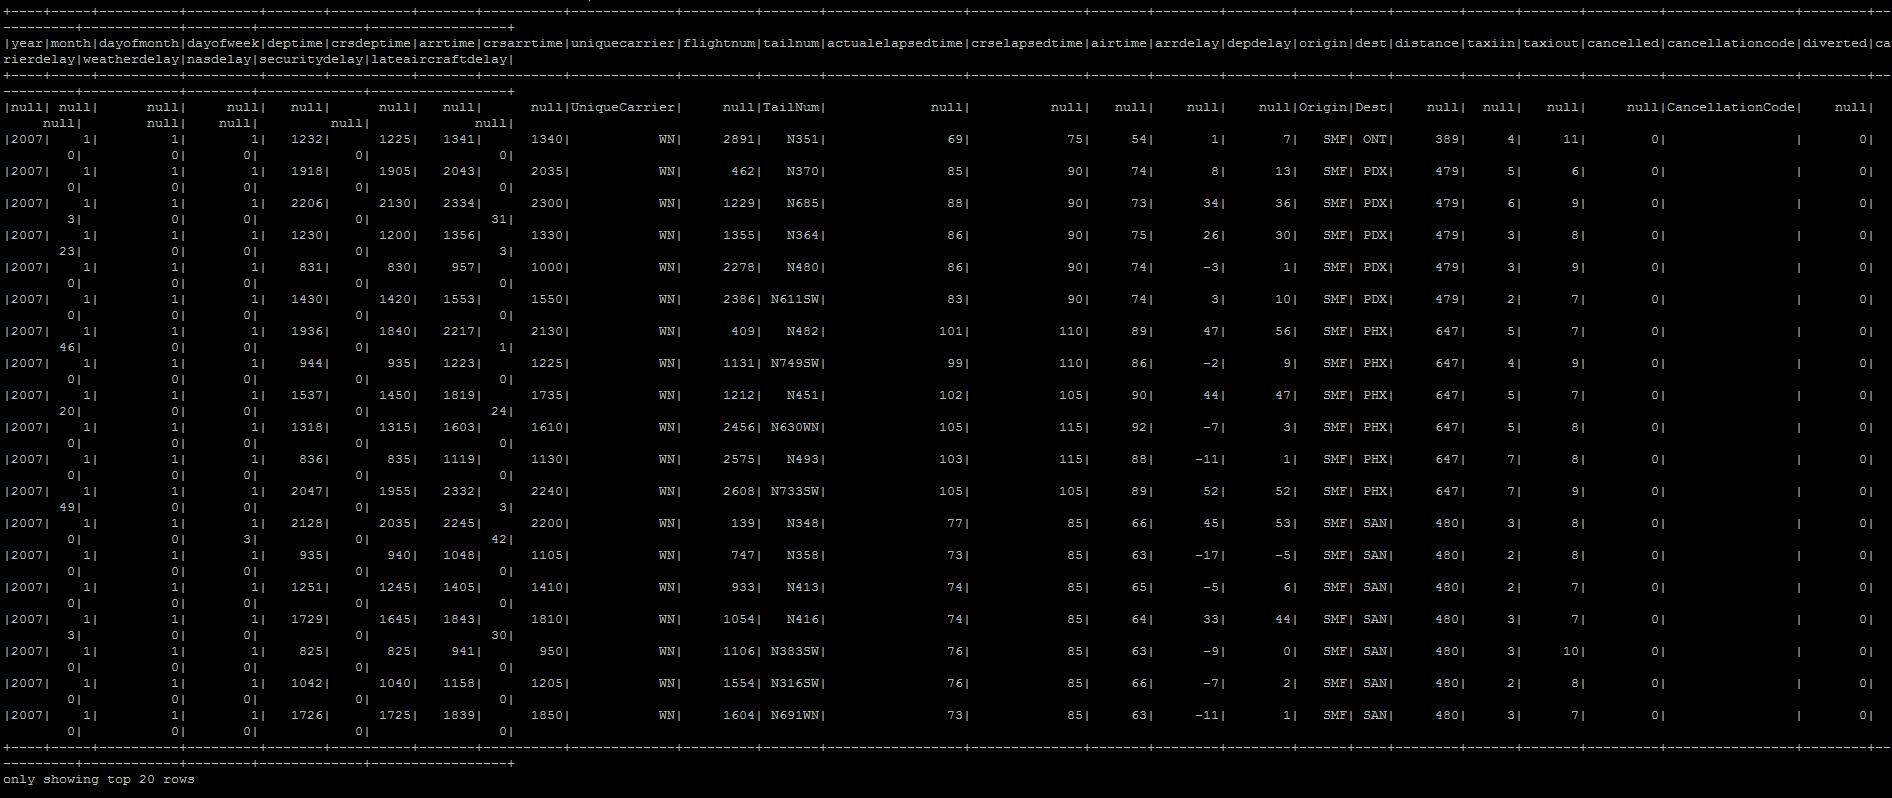 +----+-----+----------+---------+-------+----------+-------+----------+-------------+---------+-------+-----------------+--------------+-------+--------+--------+------+----+--------+------+-------+---------+----------------+--------+--
---------+------------+--------+-------------+-----------------+
|year|month|dayofmonth|dayofweek|deptime|crsdeptime|arrtime|crsarrtime|uniquecarrier|flightnum|tailnum|actualelapsedtime|crselapsedtime|airtime|arrdelay|depdelay|origin|dest|distance|taxiin|taxiout|cancelled|cancellationcode|diverted|ca
rrierdelay|weatherdelay|nasdelay|securitydelay|lateaircraftdelay|
+----+-----+----------+---------+-------+----------+-------+----------+-------------+---------+-------+-----------------+--------------+-------+--------+--------+------+----+--------+------+-------+---------+----------------+--------+--
---------+------------+--------+-------------+-----------------+
|null| null| null| null| null| null| null| null|UniqueCarrier| null|TailNum| null| null| null| null| null|Origin|Dest| null| null| null| null|CancellationCode| null|
null| null| null| null| null|
|2007| 1| 1| 1| 1232| 1225| 1341| 1340| WN| 2891| N351| 69| 75| 54| 1| 7| SMF| ONT| 389| 4| 11| 0| | 0|
0| 0| 0| 0| 0|
|2007| 1| 1| 1| 1918| 1905| 2043| 2035| WN| 462| N370| 85| 90| 74| 8| 13| SMF| PDX| 479| 5| 6| 0| | 0|
0| 0| 0| 0| 0|
|2007| 1| 1| 1| 2206| 2130| 2334| 2300| WN| 1229| N685| 88| 90| 73| 34| 36| SMF| PDX| 479| 6| 9| 0| | 0|
3| 0| 0| 0| 31|
|2007| 1| 1| 1| 1230| 1200| 1356| 1330| WN| 1355| N364| 86| 90| 75| 26| 30| SMF| PDX| 479| 3| 8| 0| | 0|
23| 0| 0| 0| 3|
|2007| 1| 1| 1| 831| 830| 957| 1000| WN| 2278| N480| 86| 90| 74| -3| 1| SMF| PDX| 479| 3| 9| 0| | 0|
0| 0| 0| 0| 0|
|2007| 1| 1| 1| 1430| 1420| 1553| 1550| WN| 2386| N611SW| 83| 90| 74| 3| 10| SMF| PDX| 479| 2| 7| 0| | 0|
0| 0| 0| 0| 0|
|2007| 1| 1| 1| 1936| 1840| 2217| 2130| WN| 409| N482| 101| 110| 89| 47| 56| SMF| PHX| 647| 5| 7| 0| | 0|
46| 0| 0| 0| 1|
|2007| 1| 1| 1| 944| 935| 1223| 1225| WN| 1131| N749SW| 99| 110| 86| -2| 9| SMF| PHX| 647| 4| 9| 0| | 0|
0| 0| 0| 0| 0|
|2007| 1| 1| 1| 1537| 1450| 1819| 1735| WN| 1212| N451| 102| 105| 90| 44| 47| SMF| PHX| 647| 5| 7| 0| | 0|
20| 0| 0| 0| 24|
|2007| 1| 1| 1| 1318| 1315| 1603| 1610| WN| 2456| N630WN| 105| 115| 92| -7| 3| SMF| PHX| 647| 5| 8| 0| | 0|
0| 0| 0| 0| 0|
|2007| 1| 1| 1| 836| 835| 1119| 1130| WN| 2575| N493| 103| 115| 88| -11| 1| SMF| PHX| 647| 7| 8| 0| | 0|
0| 0| 0| 0| 0|
|2007| 1| 1| 1| 2047| 1955| 2332| 2240| WN| 2608| N733SW| 105| 105| 89| 52| 52| SMF| PHX| 647| 7| 9| 0| | 0|
49| 0| 0| 0| 3|
|2007| 1| 1| 1| 2128| 2035| 2245| 2200| WN| 139| N348| 77| 85| 66| 45| 53| SMF| SAN| 480| 3| 8| 0| | 0|
0| 0| 3| 0| 42|
|2007| 1| 1| 1| 935| 940| 1048| 1105| WN| 747| N358| 73| 85| 63| -17| -5| SMF| SAN| 480| 2| 8| 0| | 0|
0| 0| 0| 0| 0|
|2007| 1| 1| 1| 1251| 1245| 1405| 1410| WN| 933| N413| 74| 85| 65| -5| 6| SMF| SAN| 480| 2| 7| 0| | 0|
0| 0| 0| 0| 0|
|2007| 1| 1| 1| 1729| 1645| 1843| 1810| WN| 1054| N416| 74| 85| 64| 33| 44| SMF| SAN| 480| 3| 7| 0| | 0|
3| 0| 0| 0| 30|
|2007| 1| 1| 1| 825| 825| 941| 950| WN| 1106| N383SW| 76| 85| 63| -9| 0| SMF| SAN| 480| 3| 10| 0| | 0|
0| 0| 0| 0| 0|
|2007| 1| 1| 1| 1042| 1040| 1158| 1205| WN| 1554| N316SW| 76| 85| 66| -7| 2| SMF| SAN| 480| 2| 8| 0| | 0|
0| 0| 0| 0| 0|
|2007| 1| 1| 1| 1726| 1725| 1839| 1850| WN| 1604| N691WN| 73| 85| 63| -11| 1| SMF| SAN| 480| 3| 7| 0| | 0|
0| 0| 0| 0| 0|
+----+-----+----------+---------+-------+----------+-------+----------+-------------+---------+-------+-----------------+--------------+-------+--------+--------+------+----+--------+------+-------+---------+----------------+--------+--
---------+------------+--------+-------------+-----------------+
only showing top 20 rows